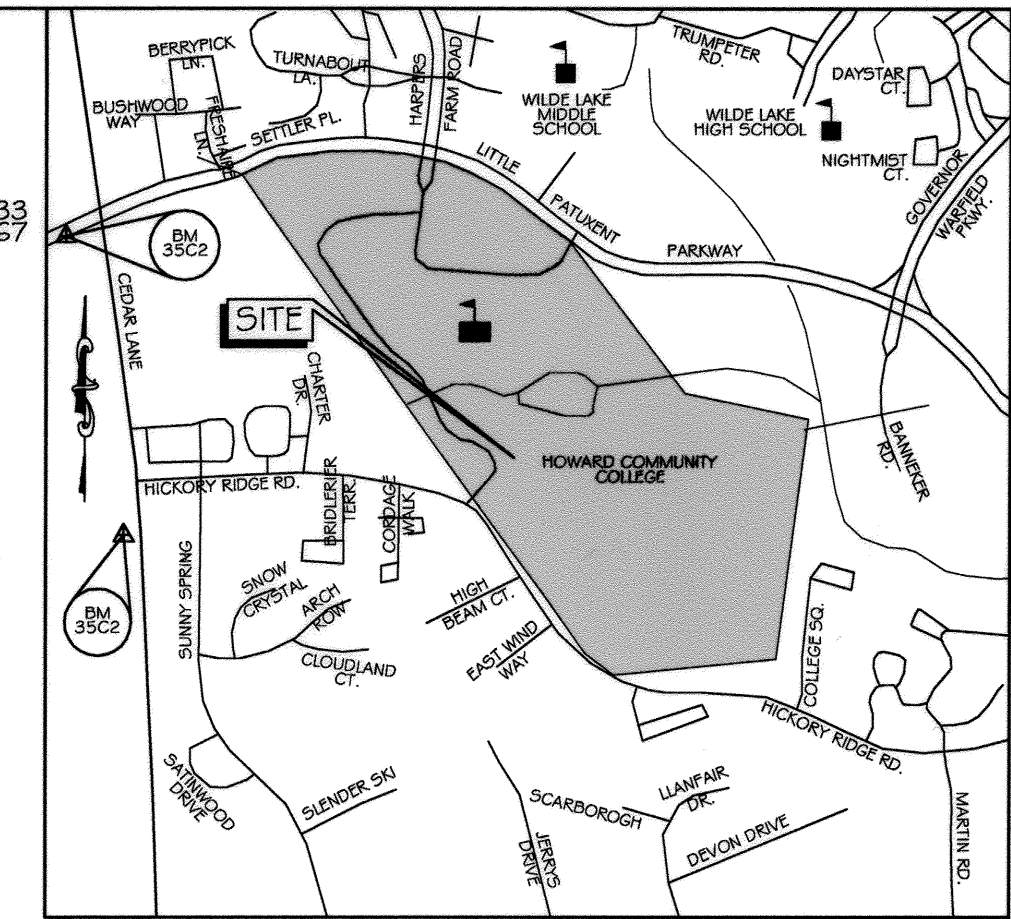 BERRYPICK
LN.
TURNABOUT
LA.
HARPERS
FARM ROAD
TRUMPETER
RD.
DAYSTAR
CT.
BUSHWOOD
WAY
FRESHAIRE
LN.
SETTLER PL.
WILDE LAKE
MIDDLE
SCHOOL
WILDE LAKE
HIGH SCHOOL
NIGHTMIST
CT.
GOVERNOR
WARFIELD
PKWY.
LITTLE
PATUXENT
PARKWAY
33
67
BM
35C2
CEDAR LANE
SITE
CHARTER
DR.
HOWARD COMMUNITY
COLLEGE
BANNEKER
RD.
HICKORY RIDGE RD.
BRIDLERIER
TERR.
CORDAGE
WALK
BM
35C2
SUNNY SPRING
SNOW
CRYSTAL
ARCH
ROW
CLOUDLAND
CT.
HIGH
BEAM CT.
EAST WIND
WAY
COLLEGE SQ.
HICKORY RIDGE RD.
SATINWOOD
DRIVE
SLENDER SKI
JERRYS
DRIVE
SCARBOROGH
LLANFAIR
DR.
DEVON DRIVE
MARTIN RD.